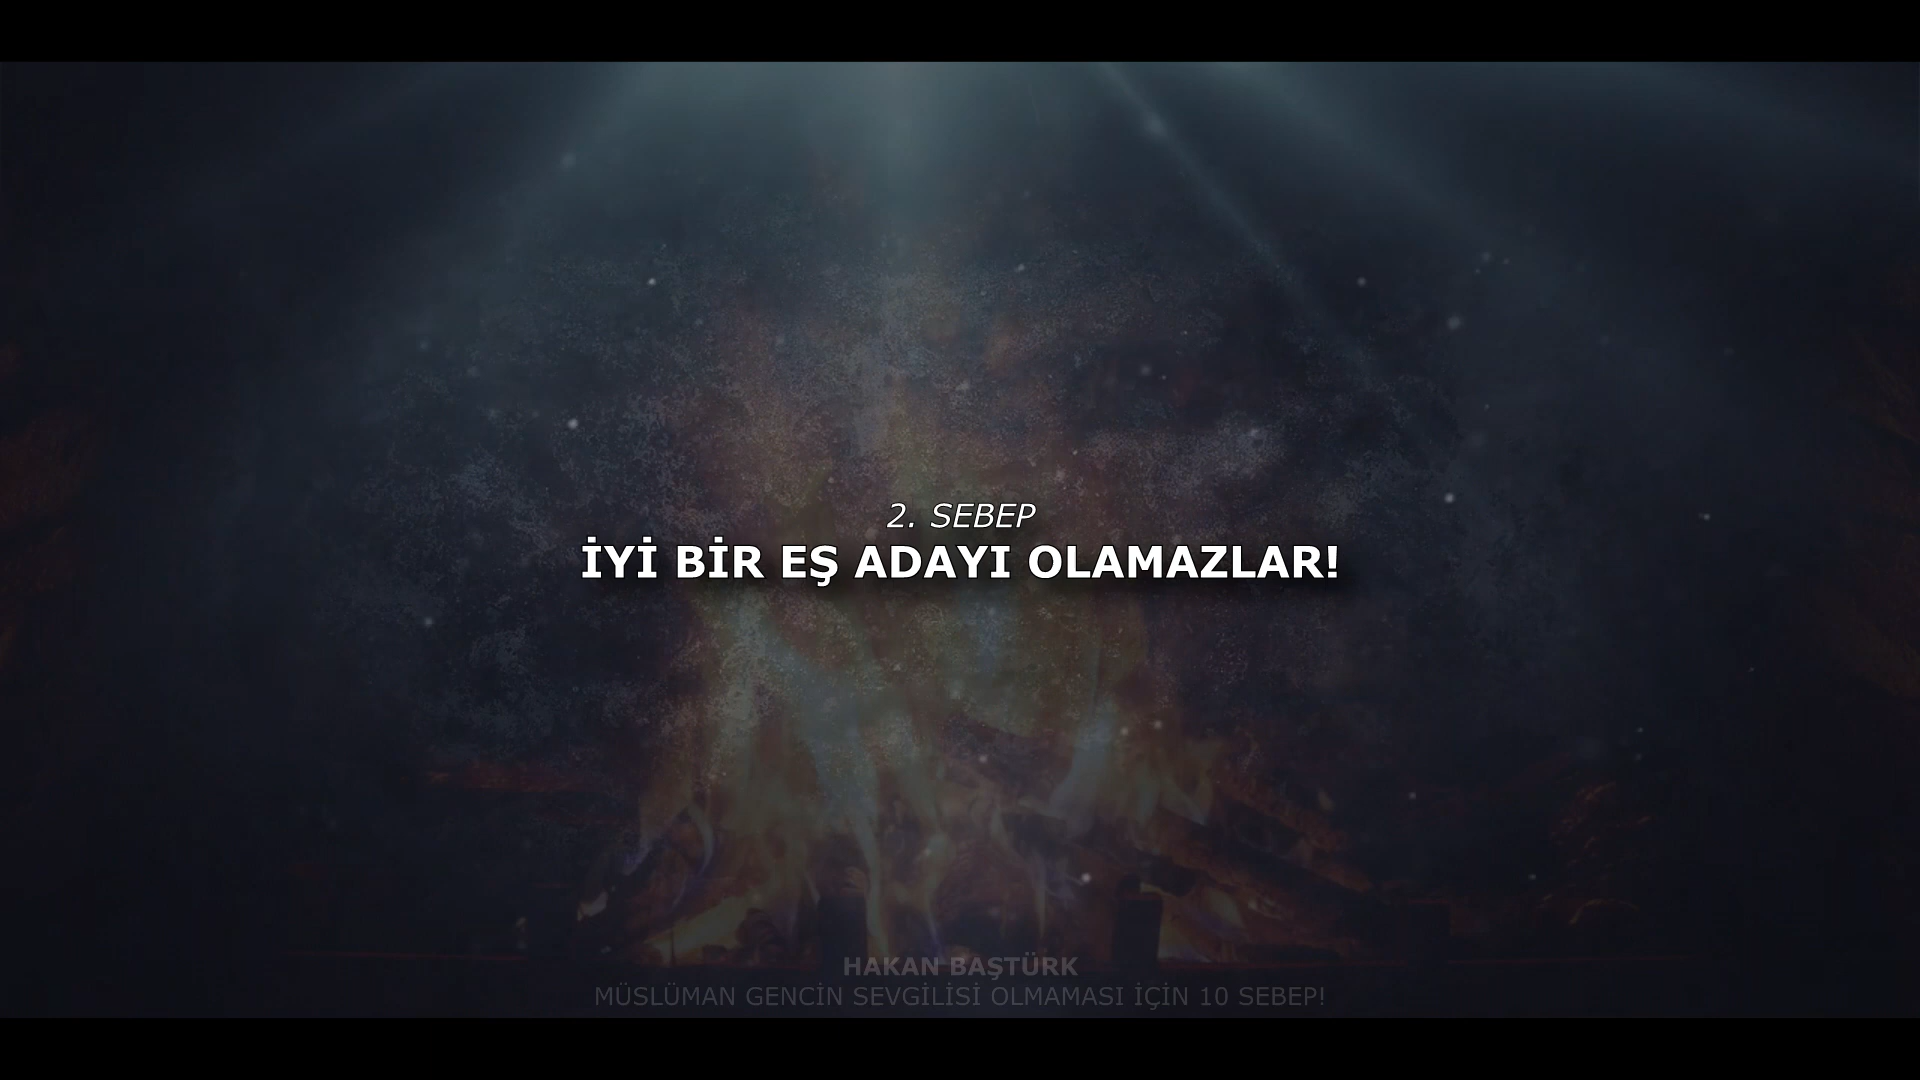 2. SEBEP
İYİ BİR EŞ ADAYI OLAMAZLAR!
HAKAN BAŞTÜRK
MÜSLÜMAN GENCİN SEVGİLİSİ OLMAMASI İÇİN 10 SEBEP!